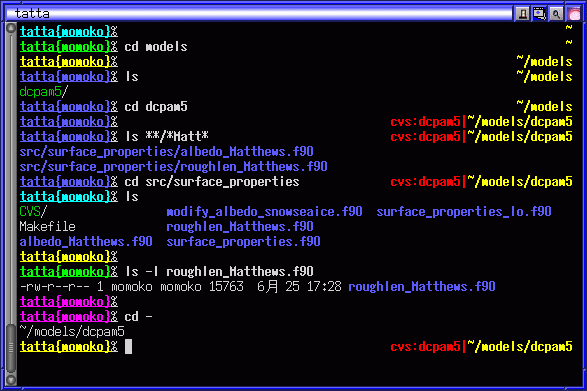 tatta
tatta{momoko}% ~
tatta{momoko}% cd models ~
tatta{momoko}% ~/models
tatta{momoko}% ls ~/models
dcpam5/
tatta{momoko}% cd dcpam5 ~/models
tatta{momoko}% cvs:dcpam5|~/models/dcpam5
tatta{momoko}% ls **/*Matt* cvs:dcpam5|~/models/dcpam5
src/surface_properties/albedo_Matthews.f90
src/surface_properties/roughlen_Matthews.f90
tatta{momoko}% cd src/surface_properties cvs:dcpam5|~/models/dcpam5
tatta{momoko}% ls
CVS/ modify_albedo_snowseaice.f90 surface_properties_lo.f90
Makefile roughlen_Matthews.f90
albedo_Matthews.f90 surface_properties.f90
tatta{momoko}%
tatta{momoko}% ls -l roughlen_Matthews.f90
-rw-r--r-- 1 momoko momoko 15763 6月 25 17:28 roughlen_Matthews.f90
tatta{momoko}%
tatta{momoko}% cd -
~/models/dcpam5
tatta{momoko}% cvs:dcpam5|~/models/dcpam5